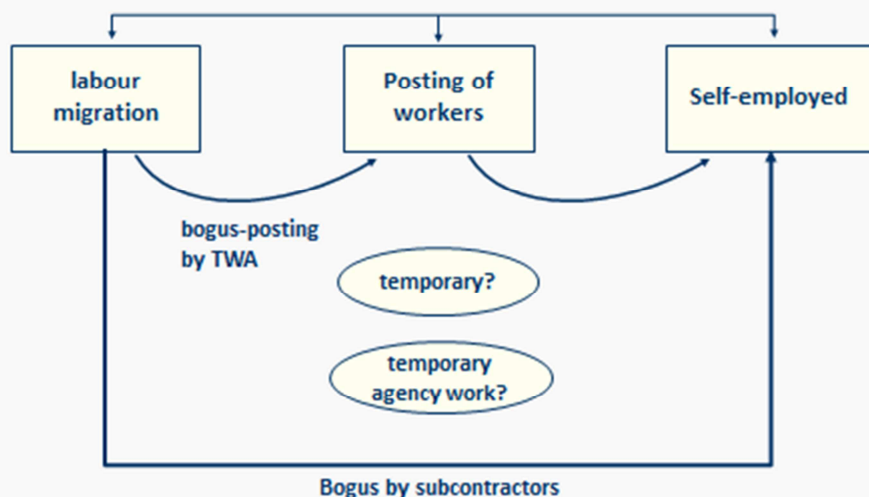 labour
migration
Posting of
workers
Self-employed
bogus-posting
by TWA
temporary?
temporary
agency work?
Bogus by subcontractors